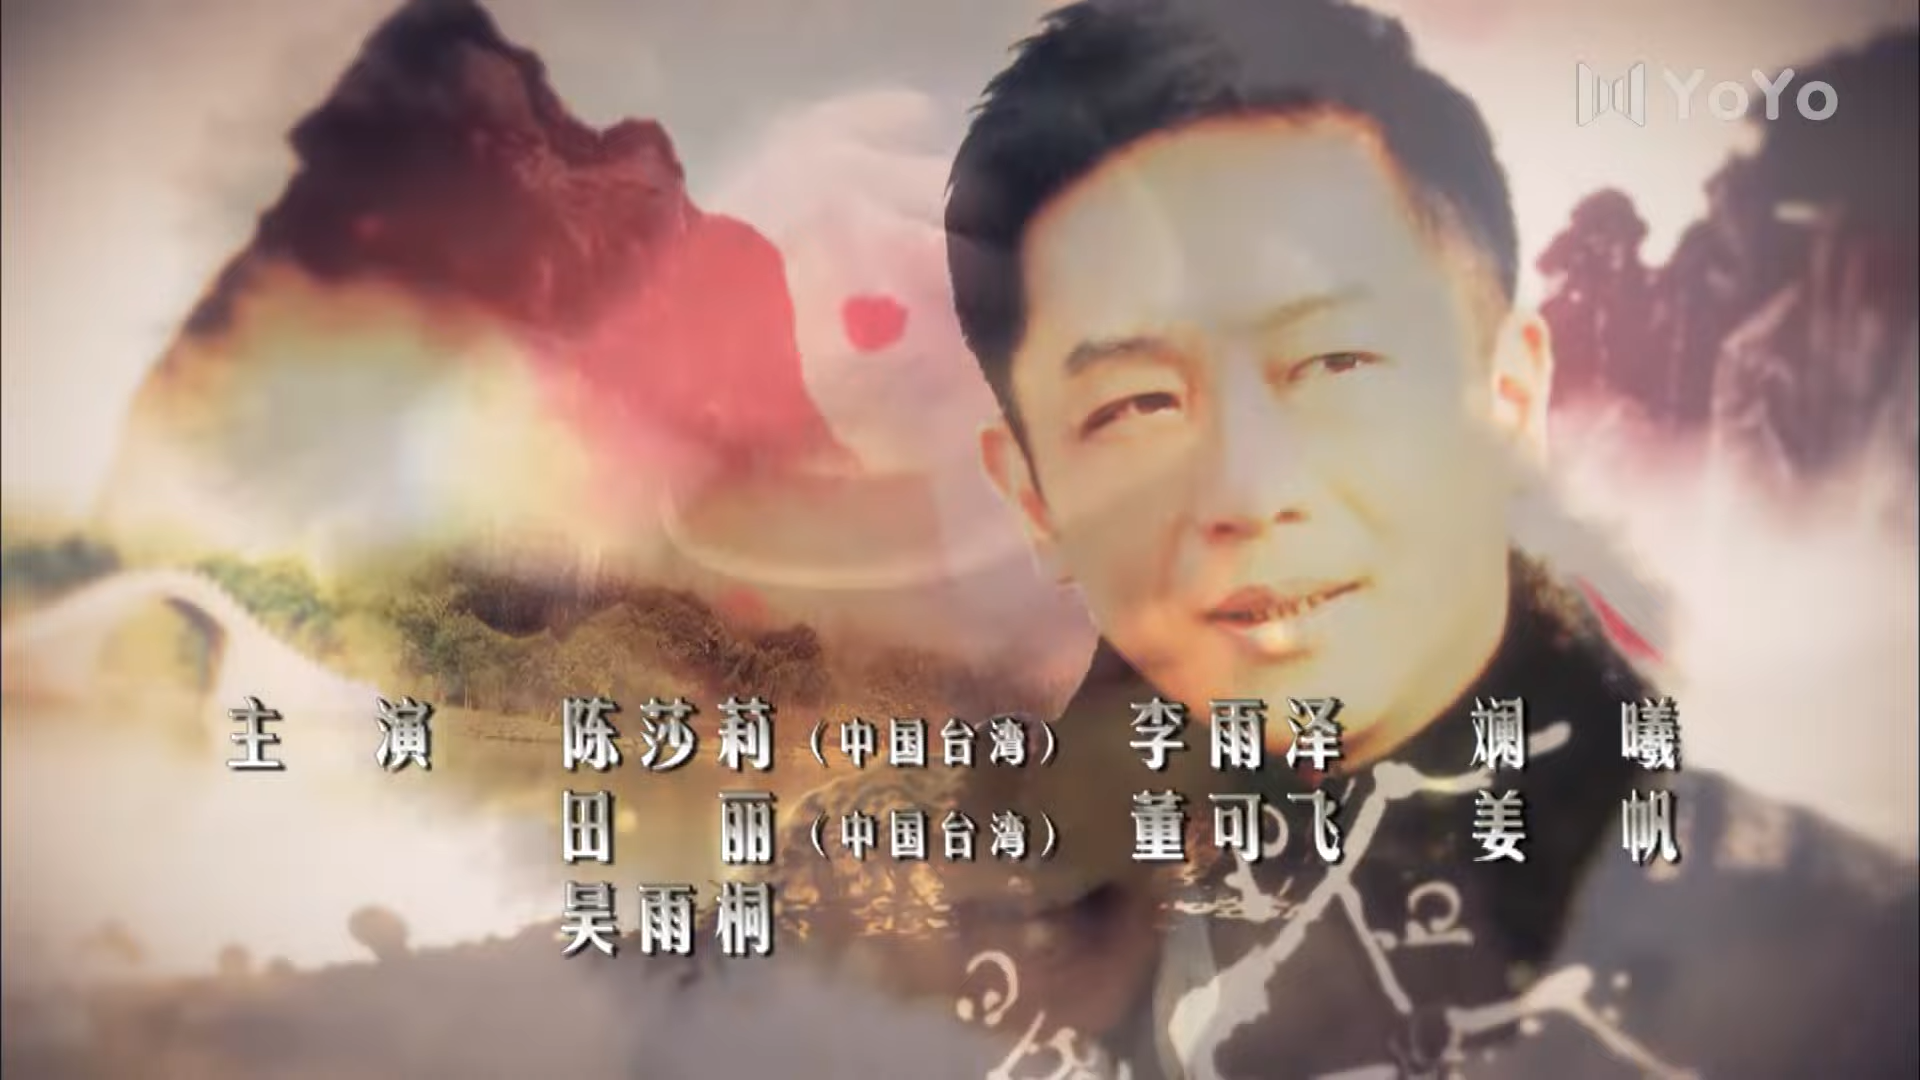 YoYo
主 演 陈莎莉（中国台湾） 李雨泽 斓 曦
田 丽（中国台湾） 董可飞 姜 帆
吴雨桐